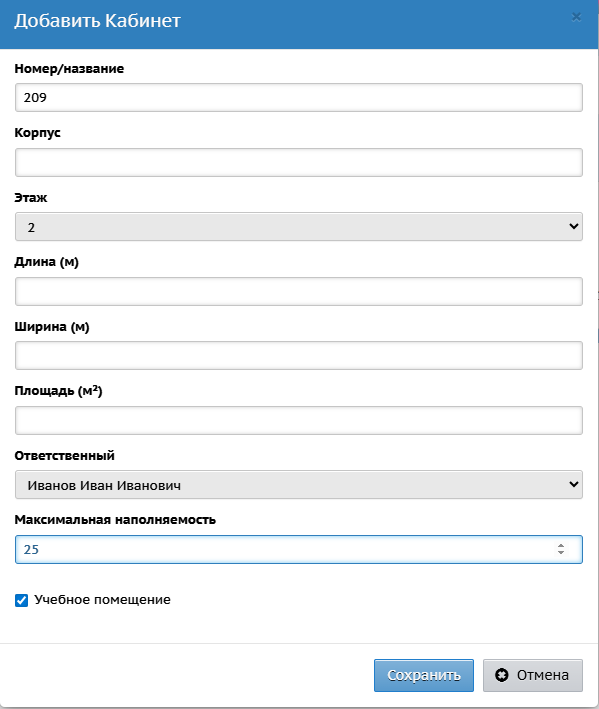 Добавить Кабинет
×
Номер/название
209
Корпус
Этаж
2
Длина (м)
Ширина (м)
Площадь (м²)
Ответственный
Иванов Иван Иванович
Максимальная наполняемость
25
Учебное помещение
Сохранить
Отмена